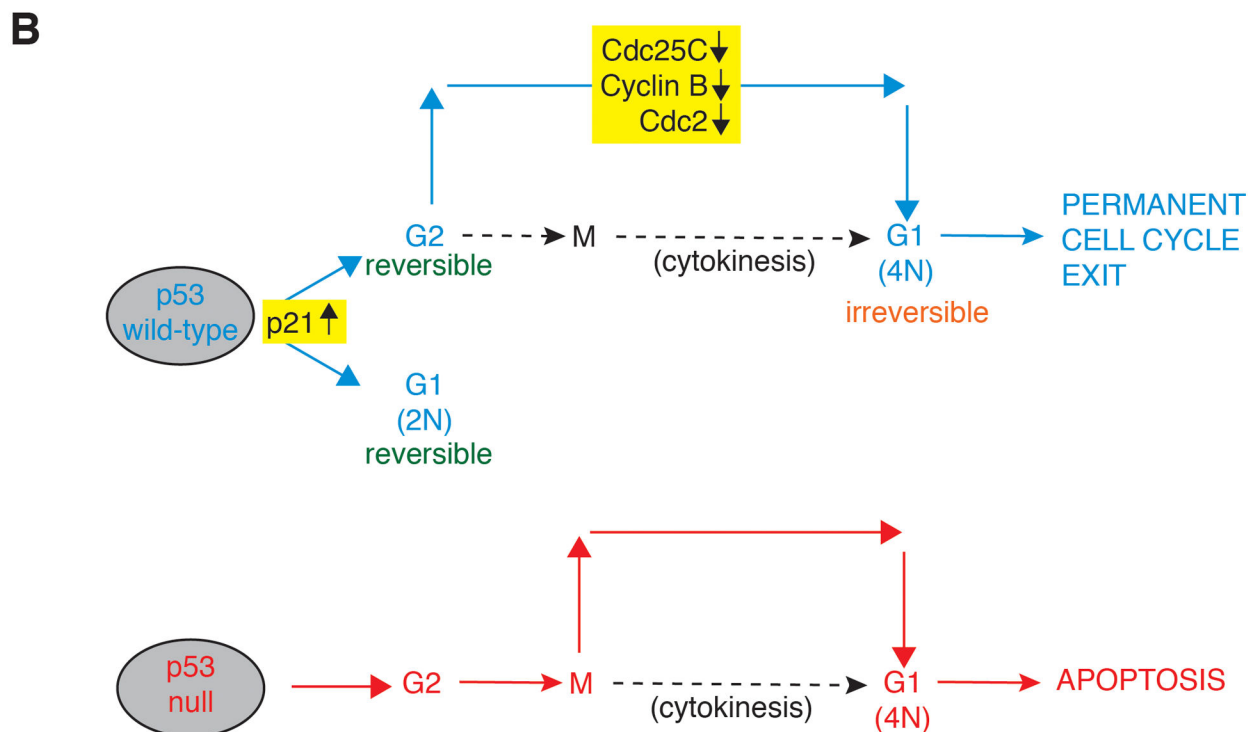 B
Cdc25C↓
Cyclin B↓
Cdc2↓
G2
reversible
M
(cytokinesis)
G1
(4N)
irreversible
PERMANENT
CELL CYCLE
EXIT
p53
wild-type
p21↑
G1
(2N)
reversible
p53
null
G2
M
(cytokinesis)
G1
(4N)
APOPTOSIS